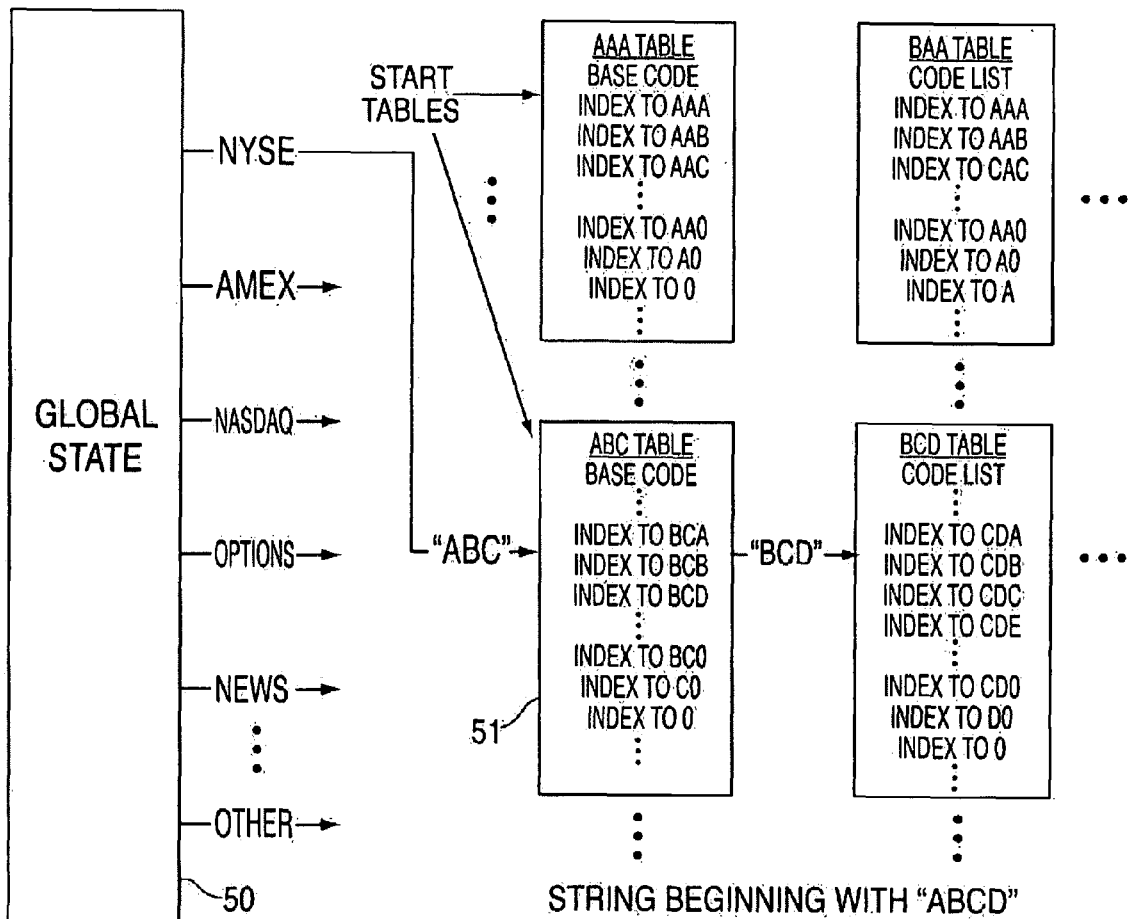 GLOBAL
STATE
50
NYSE
AMEX
NASDAQ
OPTIONS
NEWS
OTHER
START
TABLES
"ABC"
AAA TABLE
BASE CODE
INDEX TO AAA
INDEX TO AAB
INDEX TO AAC
INDEX TO AA0
INDEX TO A0
INDEX TO 0
BAA TABLE
CODE LIST
INDEX TO AAA
INDEX TO AAB
INDEX TO CAC
INDEX TO AA0
INDEX TO A0
INDEX TO A
ABC TABLE
BASE CODE
INDEX TO BCA
INDEX TO BCB
INDEX TO BCD
INDEX TO BC0
INDEX TO C0
INDEX TO 0
51
"BCD"
BCD TABLE
CODE LIST
INDEX TO CDA
INDEX TO CDB
INDEX TO CDC
INDEX TO CDE
INDEX TO CD0
INDEX TO D0
INDEX TO 0
STRING BEGINNING WITH "ABCD"